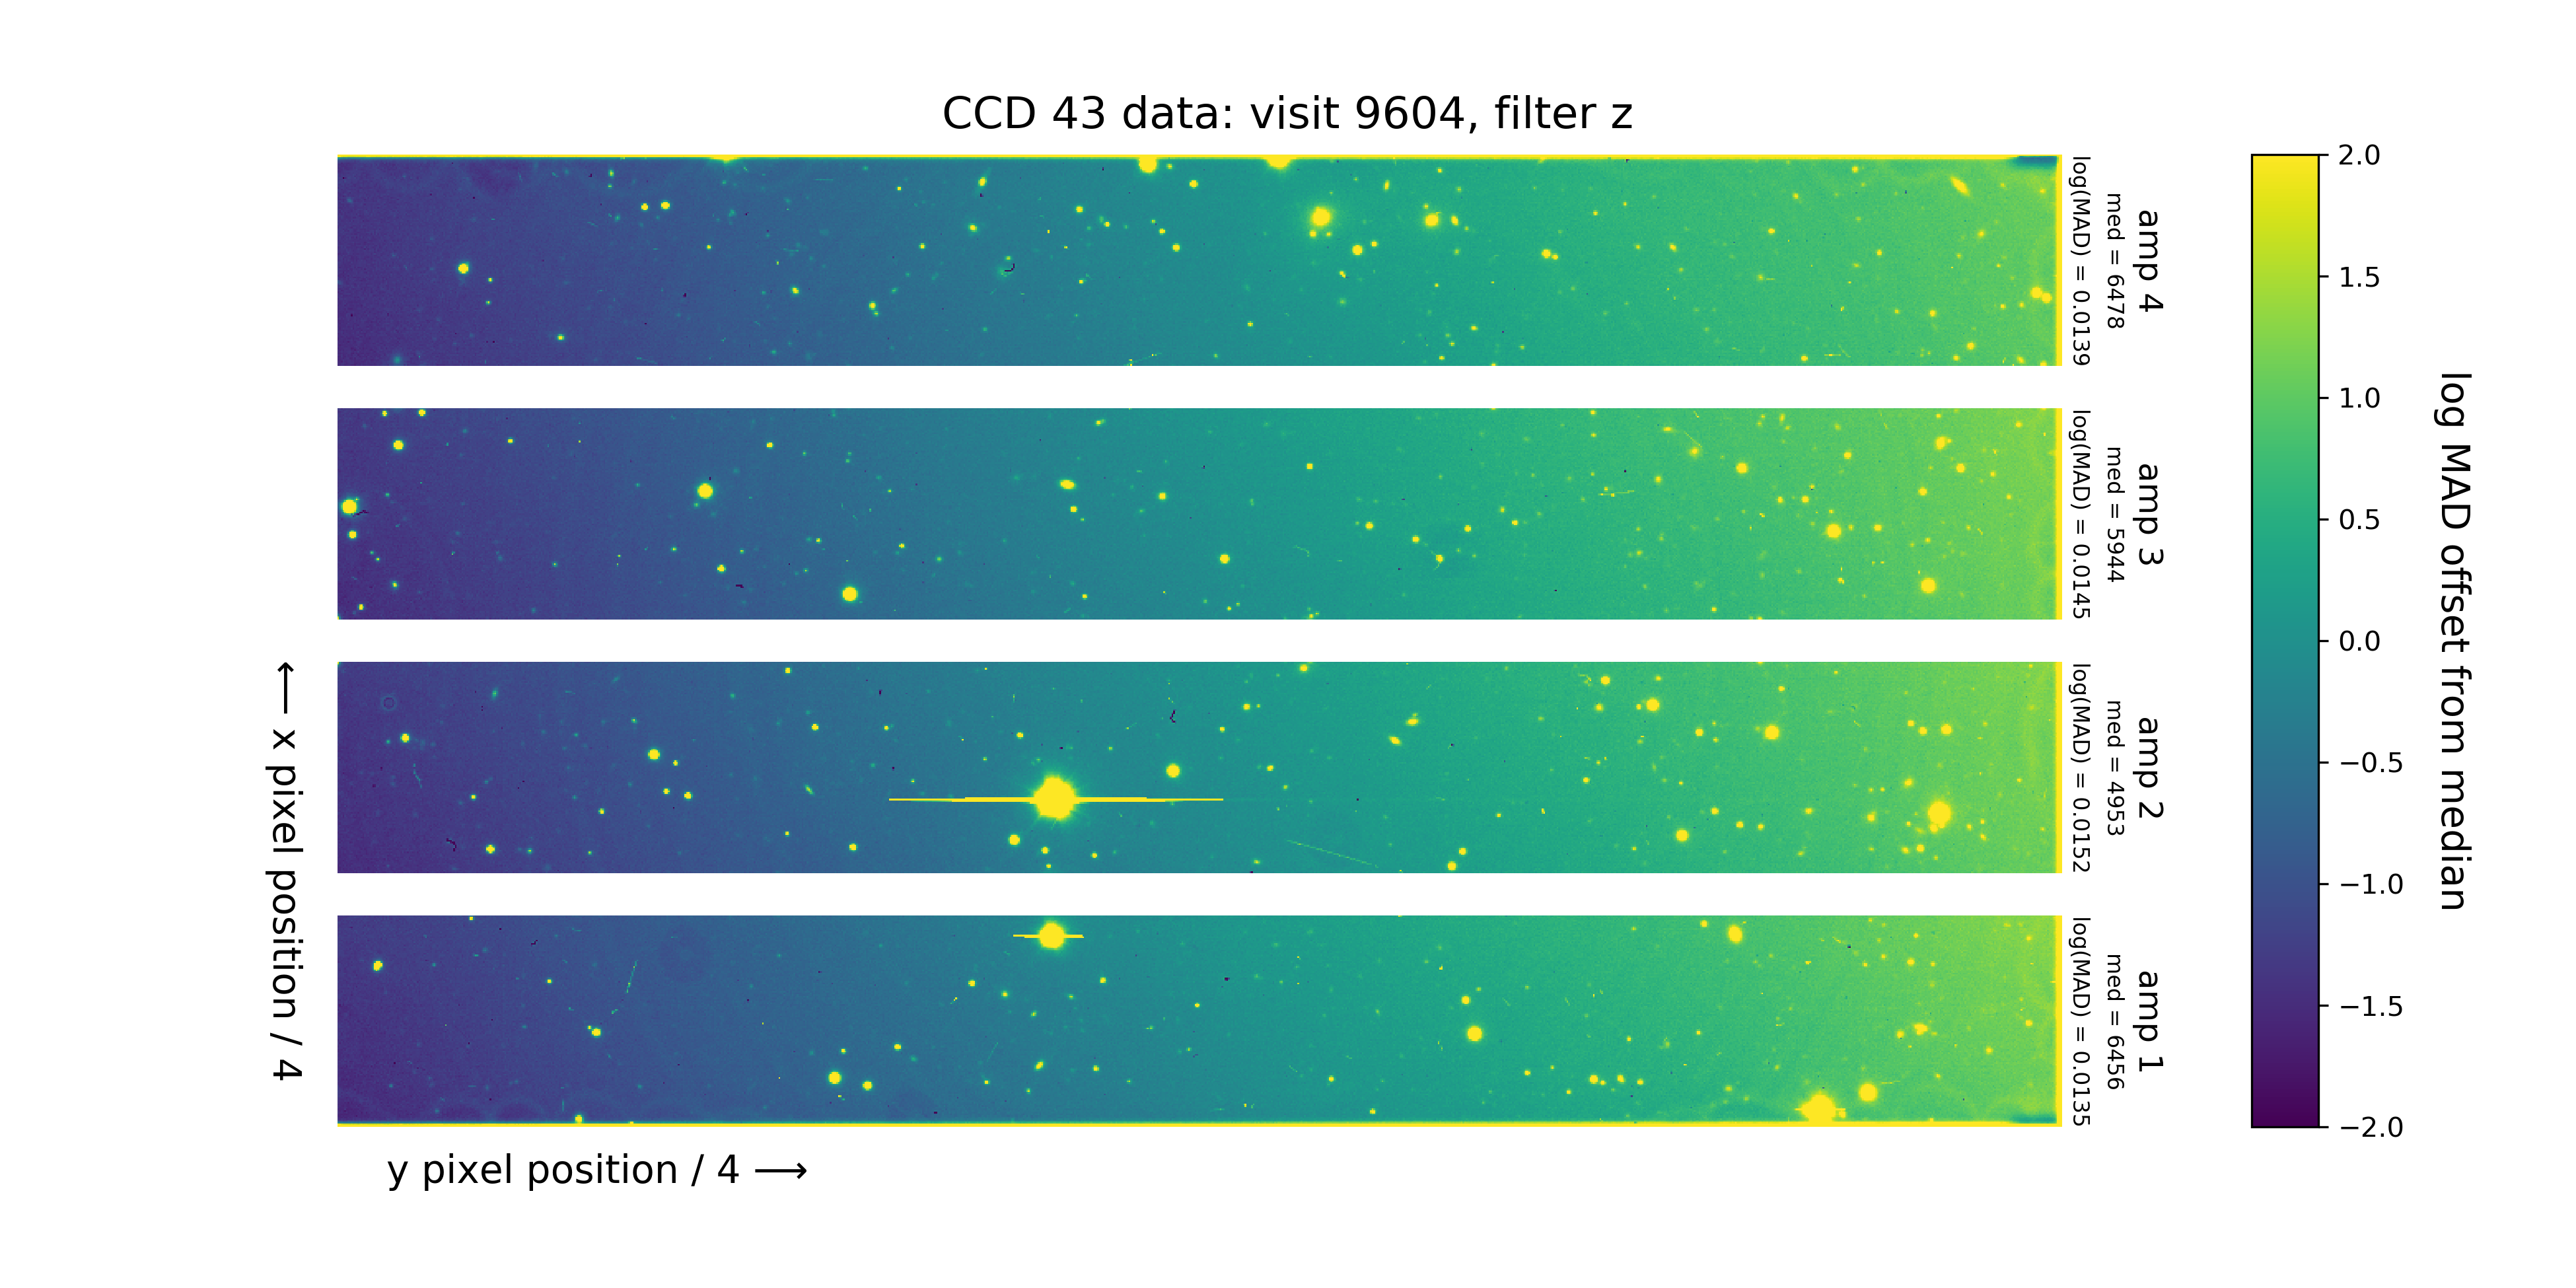 CCD 43 data: visit 9604, filter z
amp 4
med = 6478
log(MAD) = 0.0139
amp 3
med = 5944
log(MAD) = 0.0145
amp 2
med = 4953
log(MAD) = 0.0152
amp 1
med = 6456
log(MAD) = 0.0135
⟵ x pixel position / 4
y pixel position / 4 ⟶
2.0
1.5
1.0
0.5
0.0
−0.5
−1.0
−1.5
−2.0
log MAD offset from median